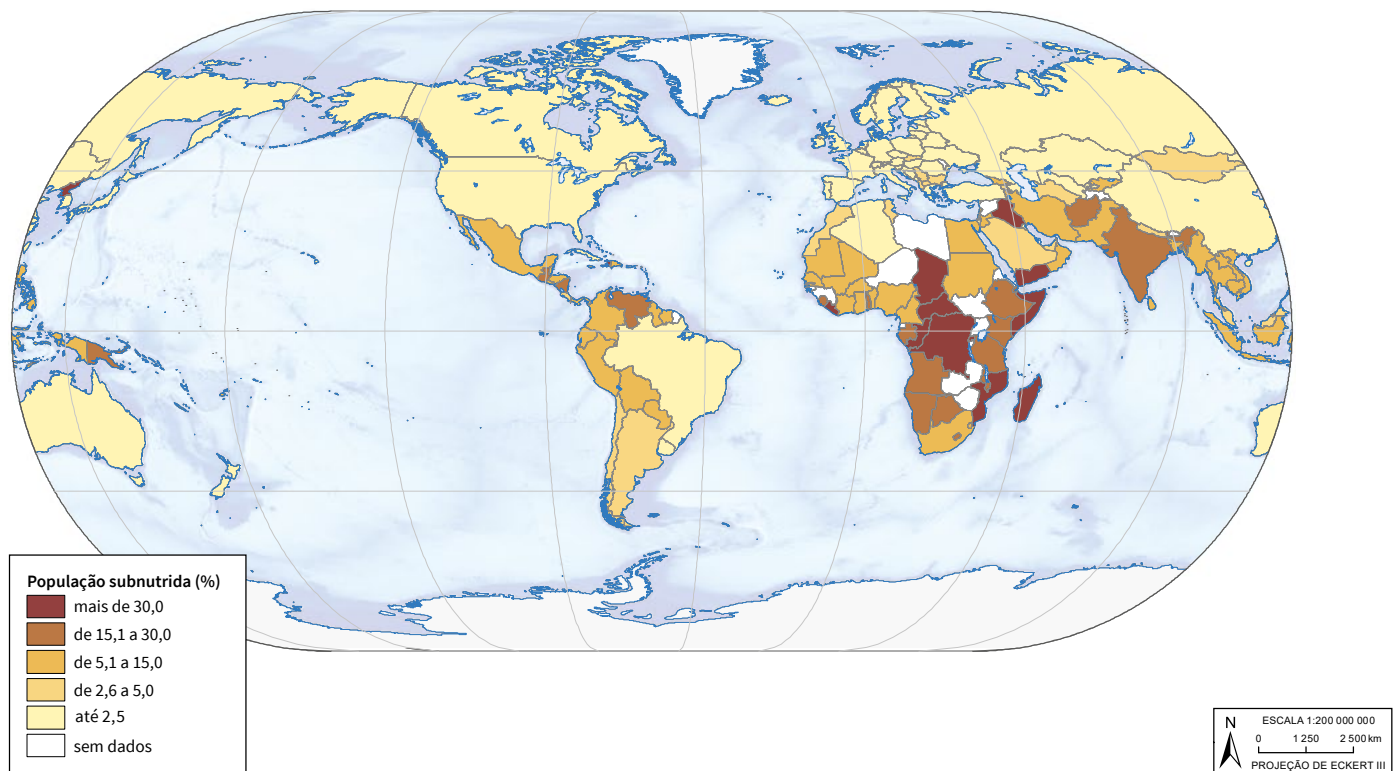 População subnutrida (%)
mais de 30,0
de 15,1 a 30,0
de 5,1 a 15,0
de 2,6 a 5,0
até 2,5
sem dados
N
ESCALA 1:200 000 000
0 1 250 2 500 km
PROJEÇÃO DE ECKERT III